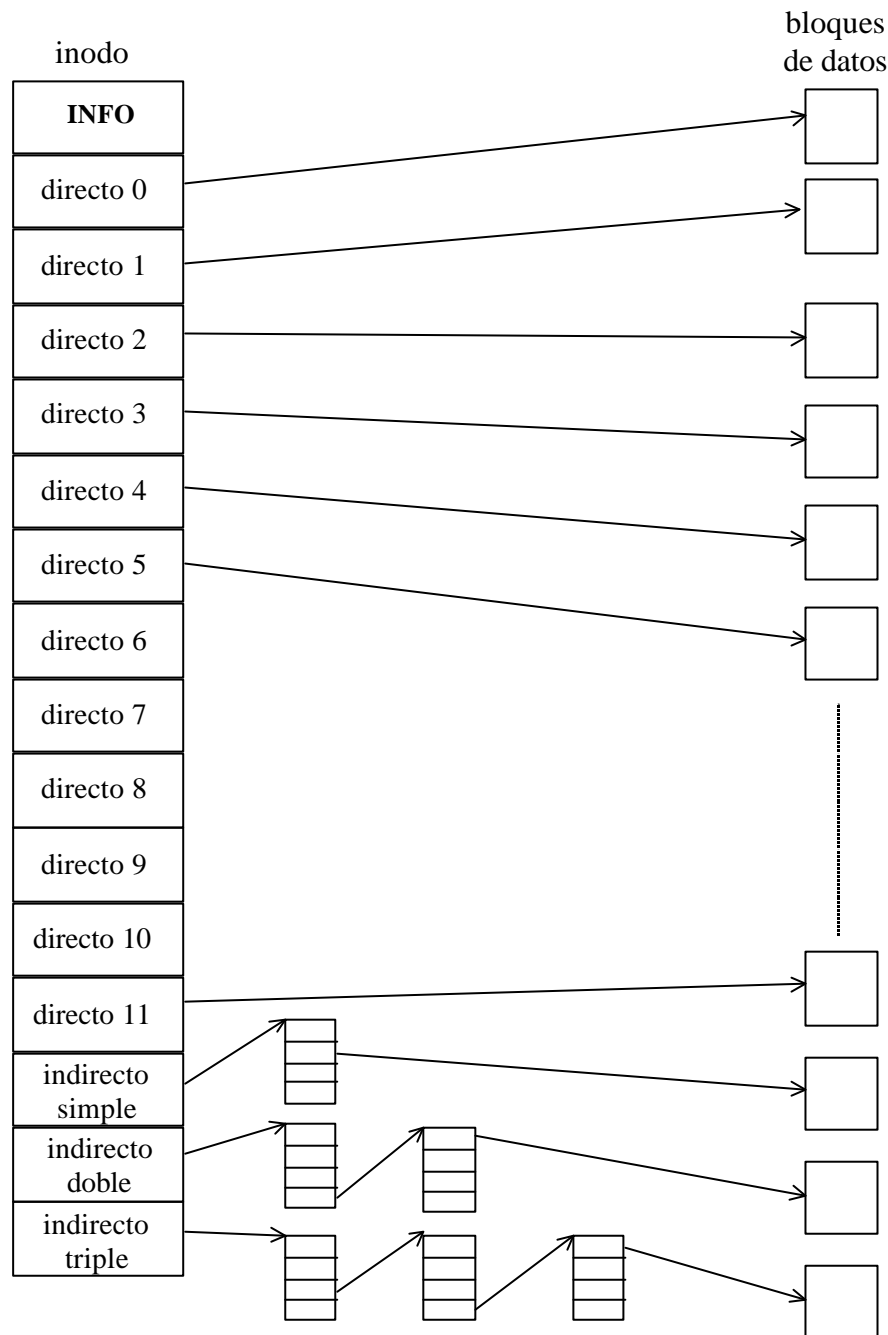 inodo
bloques
de datos
INFO
directo 0
directo 1
directo 2
directo 3
directo 4
directo 5
directo 6
directo 7
directo 8
directo 9
directo 10
directo 11
indirecto
simple
indirecto
doble
indirecto
triple